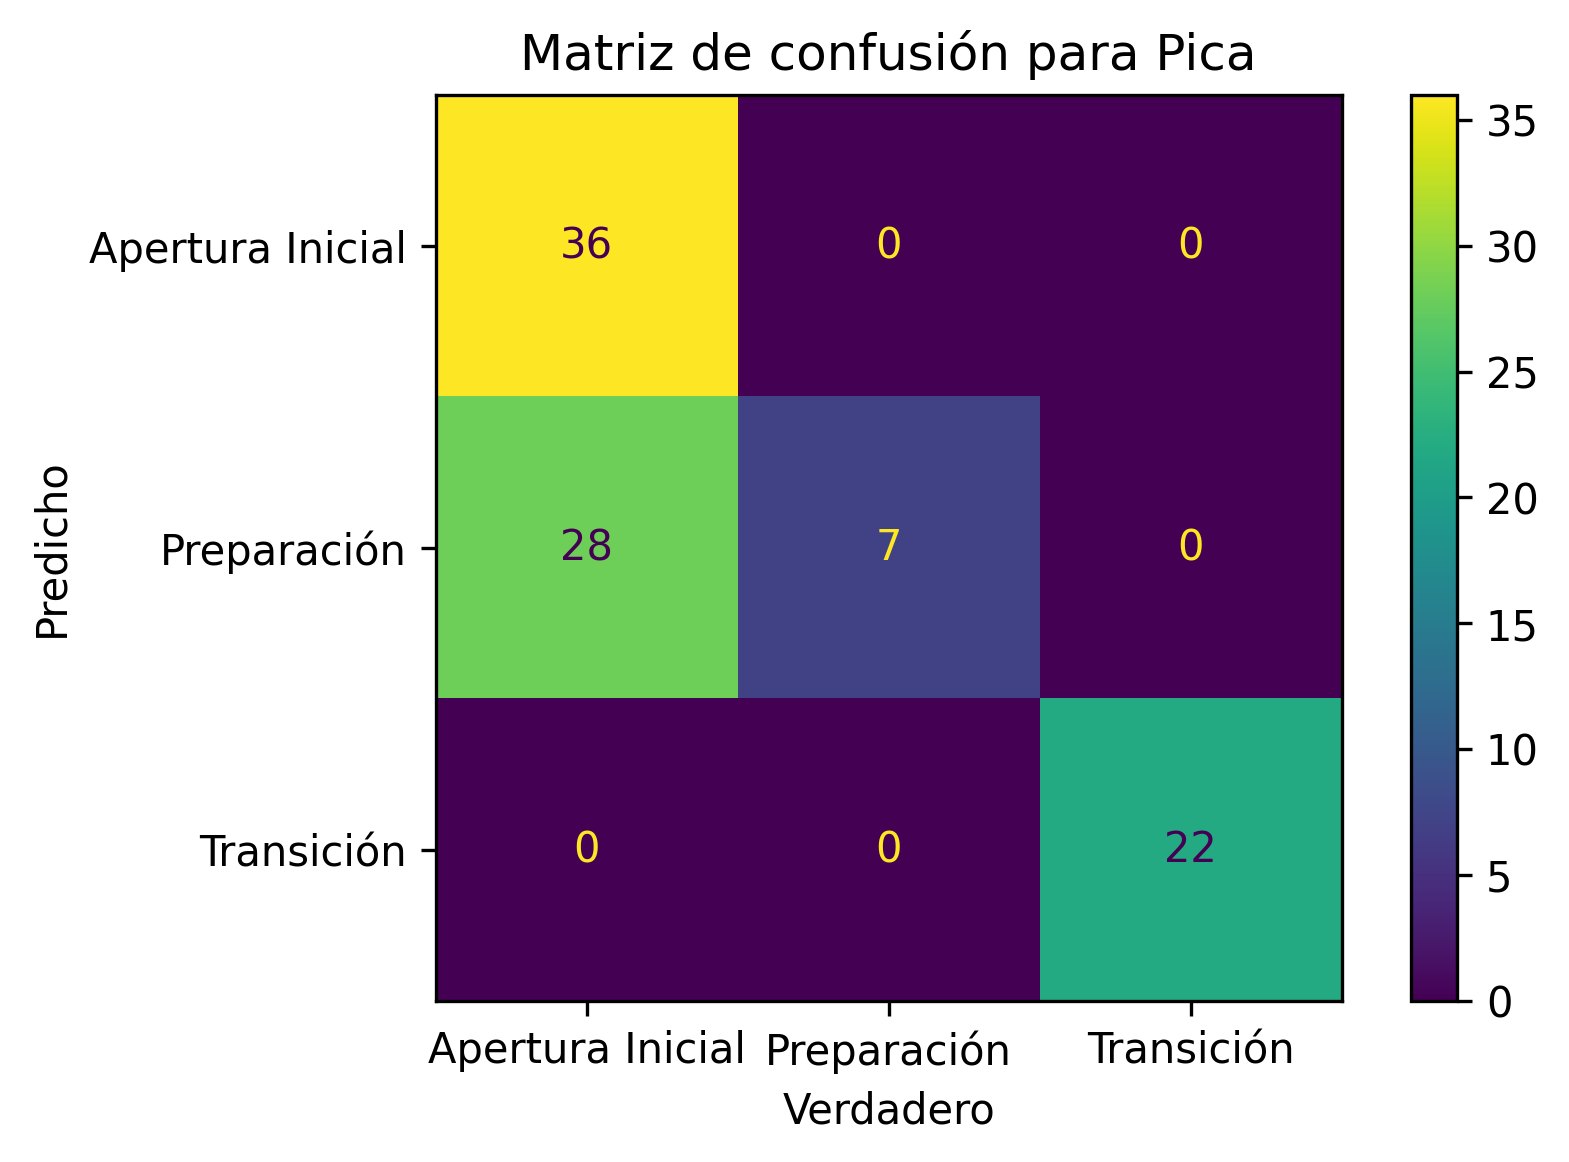 Matriz de confusión para Pica
Predicho
Apertura Inicial
36
0
0
Preparación
28
7
0
Transición
0
0
22
Apertura Inicial
Preparación
Transición
Verdadero
35
30
25
20
15
10
5
0